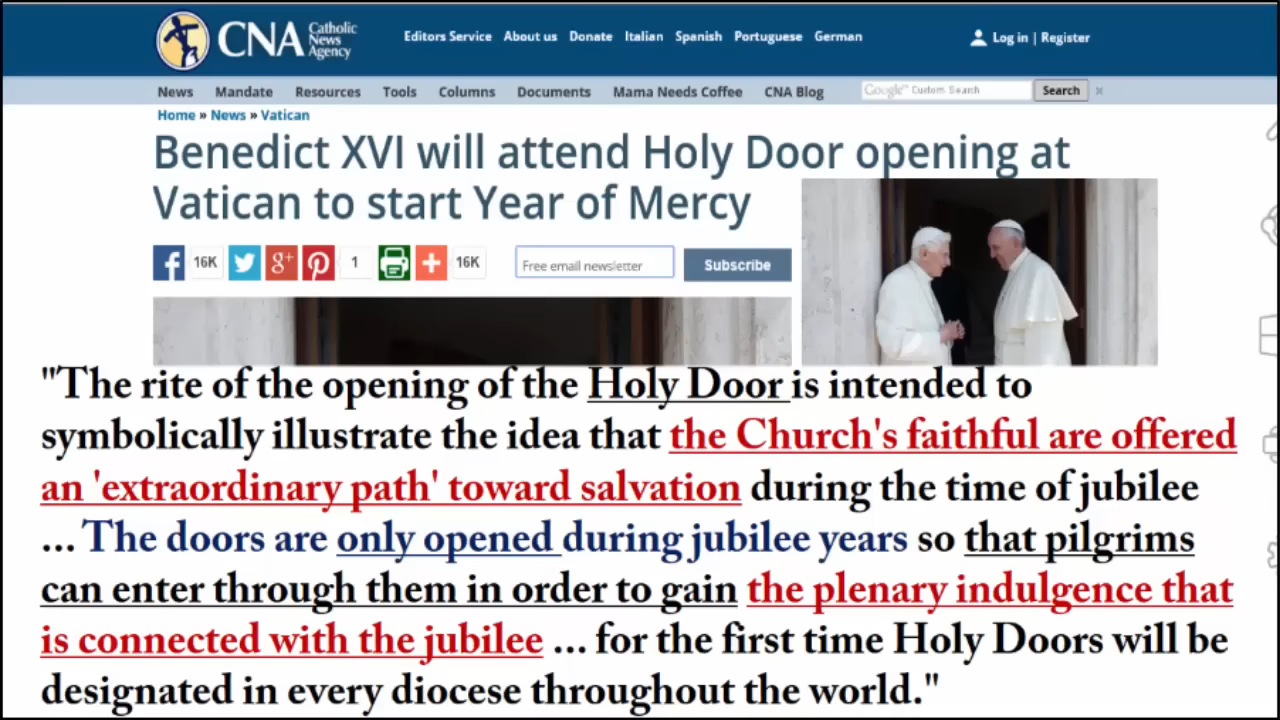 CNA Catholic News Agency
Editors Service About us Donate Italian Spanish Portuguese German Log in | Register
News Mandate Resources Tools Columns Documents Mama Needs Coffee CNA Blog Google™ Custom Search Search ×
Home » News » Vatican
Benedict XVI will attend Holy Door opening at
Vatican to start Year of Mercy
f 16K g+ 1 + 16K Free email newsletter Subscribe
"The rite of the opening of the Holy Door is intended to
symbolically illustrate the idea that the Church's faithful are offered
an 'extraordinary path' toward salvation during the time of jubilee
... The doors are only opened during jubilee years so that pilgrims
can enter through them in order to gain the plenary indulgence that
is connected with the jubilee ... for the first time Holy Doors will be
designated in every diocese throughout the world."